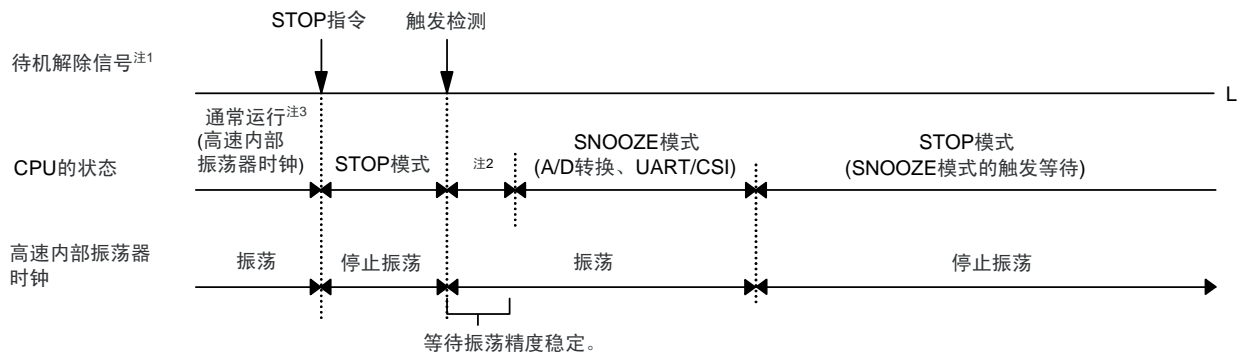 STOP指令
触发检测
待机解除信号注1
L
通常运行注3
(高速内部
振荡器时钟)
CPU的状态
STOP模式
注2
SNOOZE模式
(A/D转换、UART/CSI)
STOP模式
(SNOOZE模式的触发等待)
高速内部振荡器
时钟
振荡
停止振荡
振荡
停止振荡
等待振荡精度稳定。